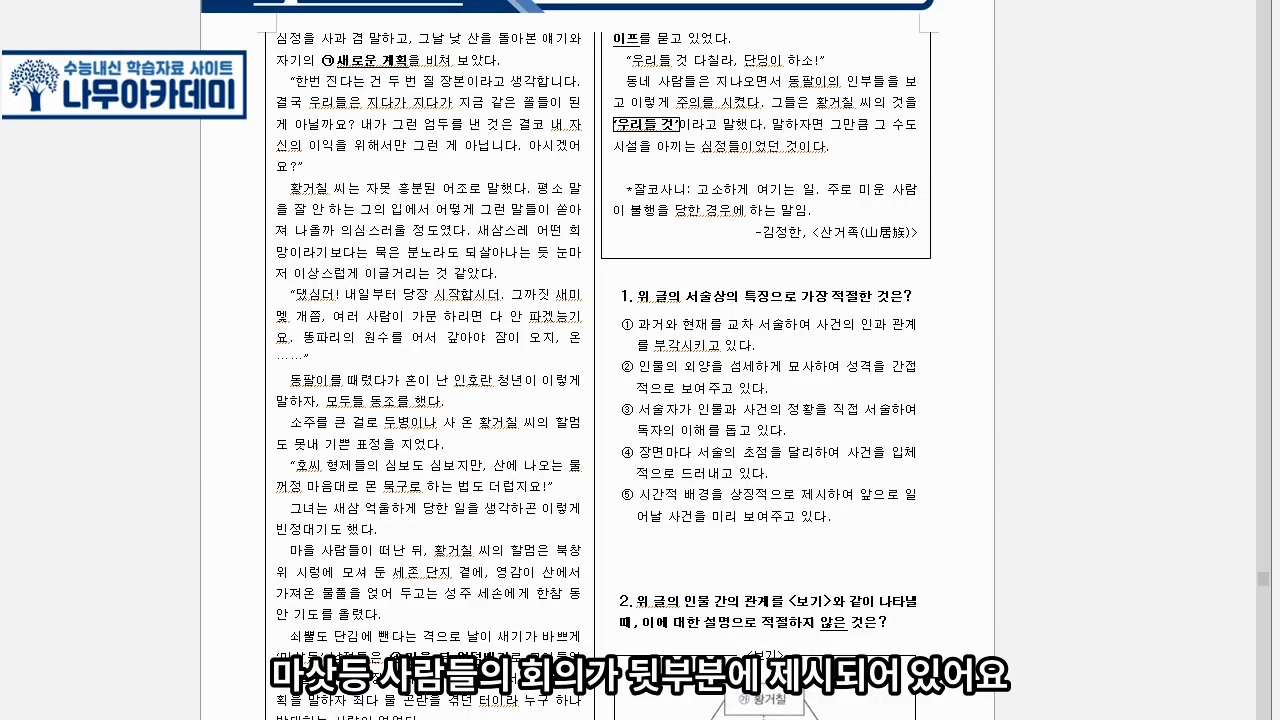 수능내신 학습자료 사이트
나무아카데미
심정을 사과 겸 말하고, 그날 낮 산을 돌아본 얘기와
자기의 ㉠새로운 계획을 비쳐 보았다.
“한번 진다는 건 두 번 질 장본이라고 생각합니다.
결국 우리들은 지다가 지다가 지금 같은 꼴들이 된
게 아닐까요? 내가 그런 엄두를 낸 것은 결코 내 자
신의 이익을 위해서만 그런 게 아닙니다. 아시겠어
요?”
황거칠 씨는 자못 흥분된 어조로 말했다. 평소 말
을 잘 안 하는 그의 입에서 어떻게 그런 말들이 쏟아
져 나올까 의심스러울 정도였다. 새삼스레 어떤 희
망이라기보다는 묵은 분노라도 되살아나는 듯 눈마
저 이상스럽게 이글거리는 것 같았다.
“댔심더! 내일부터 당장 시작합시더. 그까짓 새미
멫 개쯤, 여러 사람이 가문 하리면 다 안 파겠능기
요. 똥파리의 원수를 어서 갚아야 잠이 오지, 온
……”
동팔이를 때렸다가 혼이 난 인호란 청년이 이렇게
말하자, 모두들 동조를 했다.
소주를 큰 걸로 두병이나 사 온 황거칠 씨의 할멈
도 못내 기쁜 표정을 지었다.
“호씨 형제들의 심보도 심보지만, 산에 나오는 물
꺼정 마음대로 몬 묵구로 하는 법도 더럽지요!”
그녀는 새삼 억울하게 당한 일을 생각하곤 이렇게
빈정대기도 했다.
마을 사람들이 떠난 뒤, 황거칠 씨의 할멈은 북창
위 시렁에 모셔 둔 세존 단지 곁에, 영감이 산에서
가져온 물풀을 얹어 두고는 성주 세손에게 한참 동
안 기도를 올렸다.
쇠뿔도 단김에 뺀다는 격으로 날이 새기가 바쁘게
획을 말하자 죄다 물 곤란을 겪던 터이라 누구 하나
이프를 묻고 있었다.
“우리들 것 다칠라, 단덩이 하소!”
동네 사람들은 지나오면서 동팔이의 인부들을 보
고 이렇게 주의를 시켰다. 그들은 황거칠 씨의 것을
‘우리들 것’이라고 말했다. 말하자면 그만큼 그 수도
시설을 아끼는 심정들이었던 것이다.
*잘코사니: 고소하게 여기는 일. 주로 미운 사람
이 불행을 당한 경우에 하는 말임.
-김정한, <산거족(山居族)>
1. 위 글의 서술상의 특징으로 가장 적절한 것은?
① 과거와 현재를 교차 서술하여 사건의 인과 관계
를 부각시키고 있다.
② 인물의 외양을 섬세하게 묘사하여 성격을 간접
적으로 보여주고 있다.
③ 서술자가 인물과 사건의 정황을 직접 서술하여
독자의 이해를 돕고 있다.
④ 장면마다 서술의 초점을 달리하여 사건을 입체
적으로 드러내고 있다.
⑤ 시간적 배경을 상징적으로 제시하여 앞으로 일
어날 사건을 미리 보여주고 있다.
2. 위 글의 인물 간의 관계를 <보기>와 같이 나타낼
때, 이에 대한 설명으로 적절하지 않은 것은?
<보기>
㉮ 황거칠
마삿등 사람들의 회의가 뒷부분에 제시되어 있어요